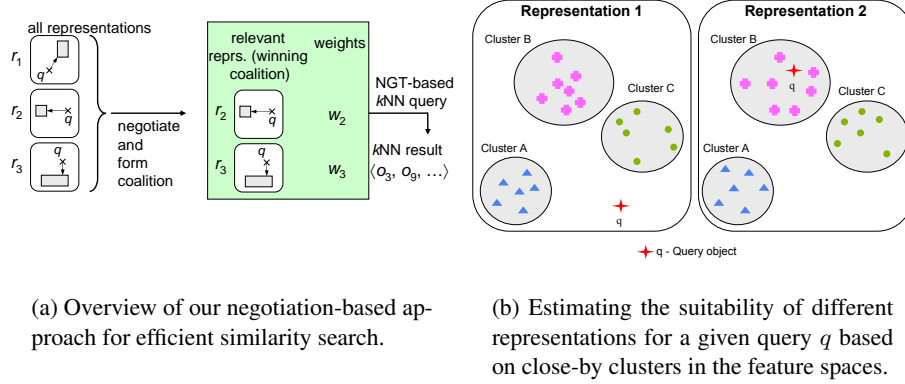 all representations
r1
q
r2
q
r3
q
negotiate
and
form
coalition
relevant
reprs. (winning
coalition)
weights
r2
q
w2
r3
q
w3
NGT-based
kNN query
kNN result
⟨o3, o9, …⟩
Representation 1
Cluster B
Cluster C
Cluster A
q
Representation 2
Cluster B
q
Cluster C
Cluster A
q - Query object
(a) Overview of our negotiation-based ap-
proach for efficient similarity search.
(b) Estimating the suitability of different
representations for a given query q based
on close-by clusters in the feature spaces.